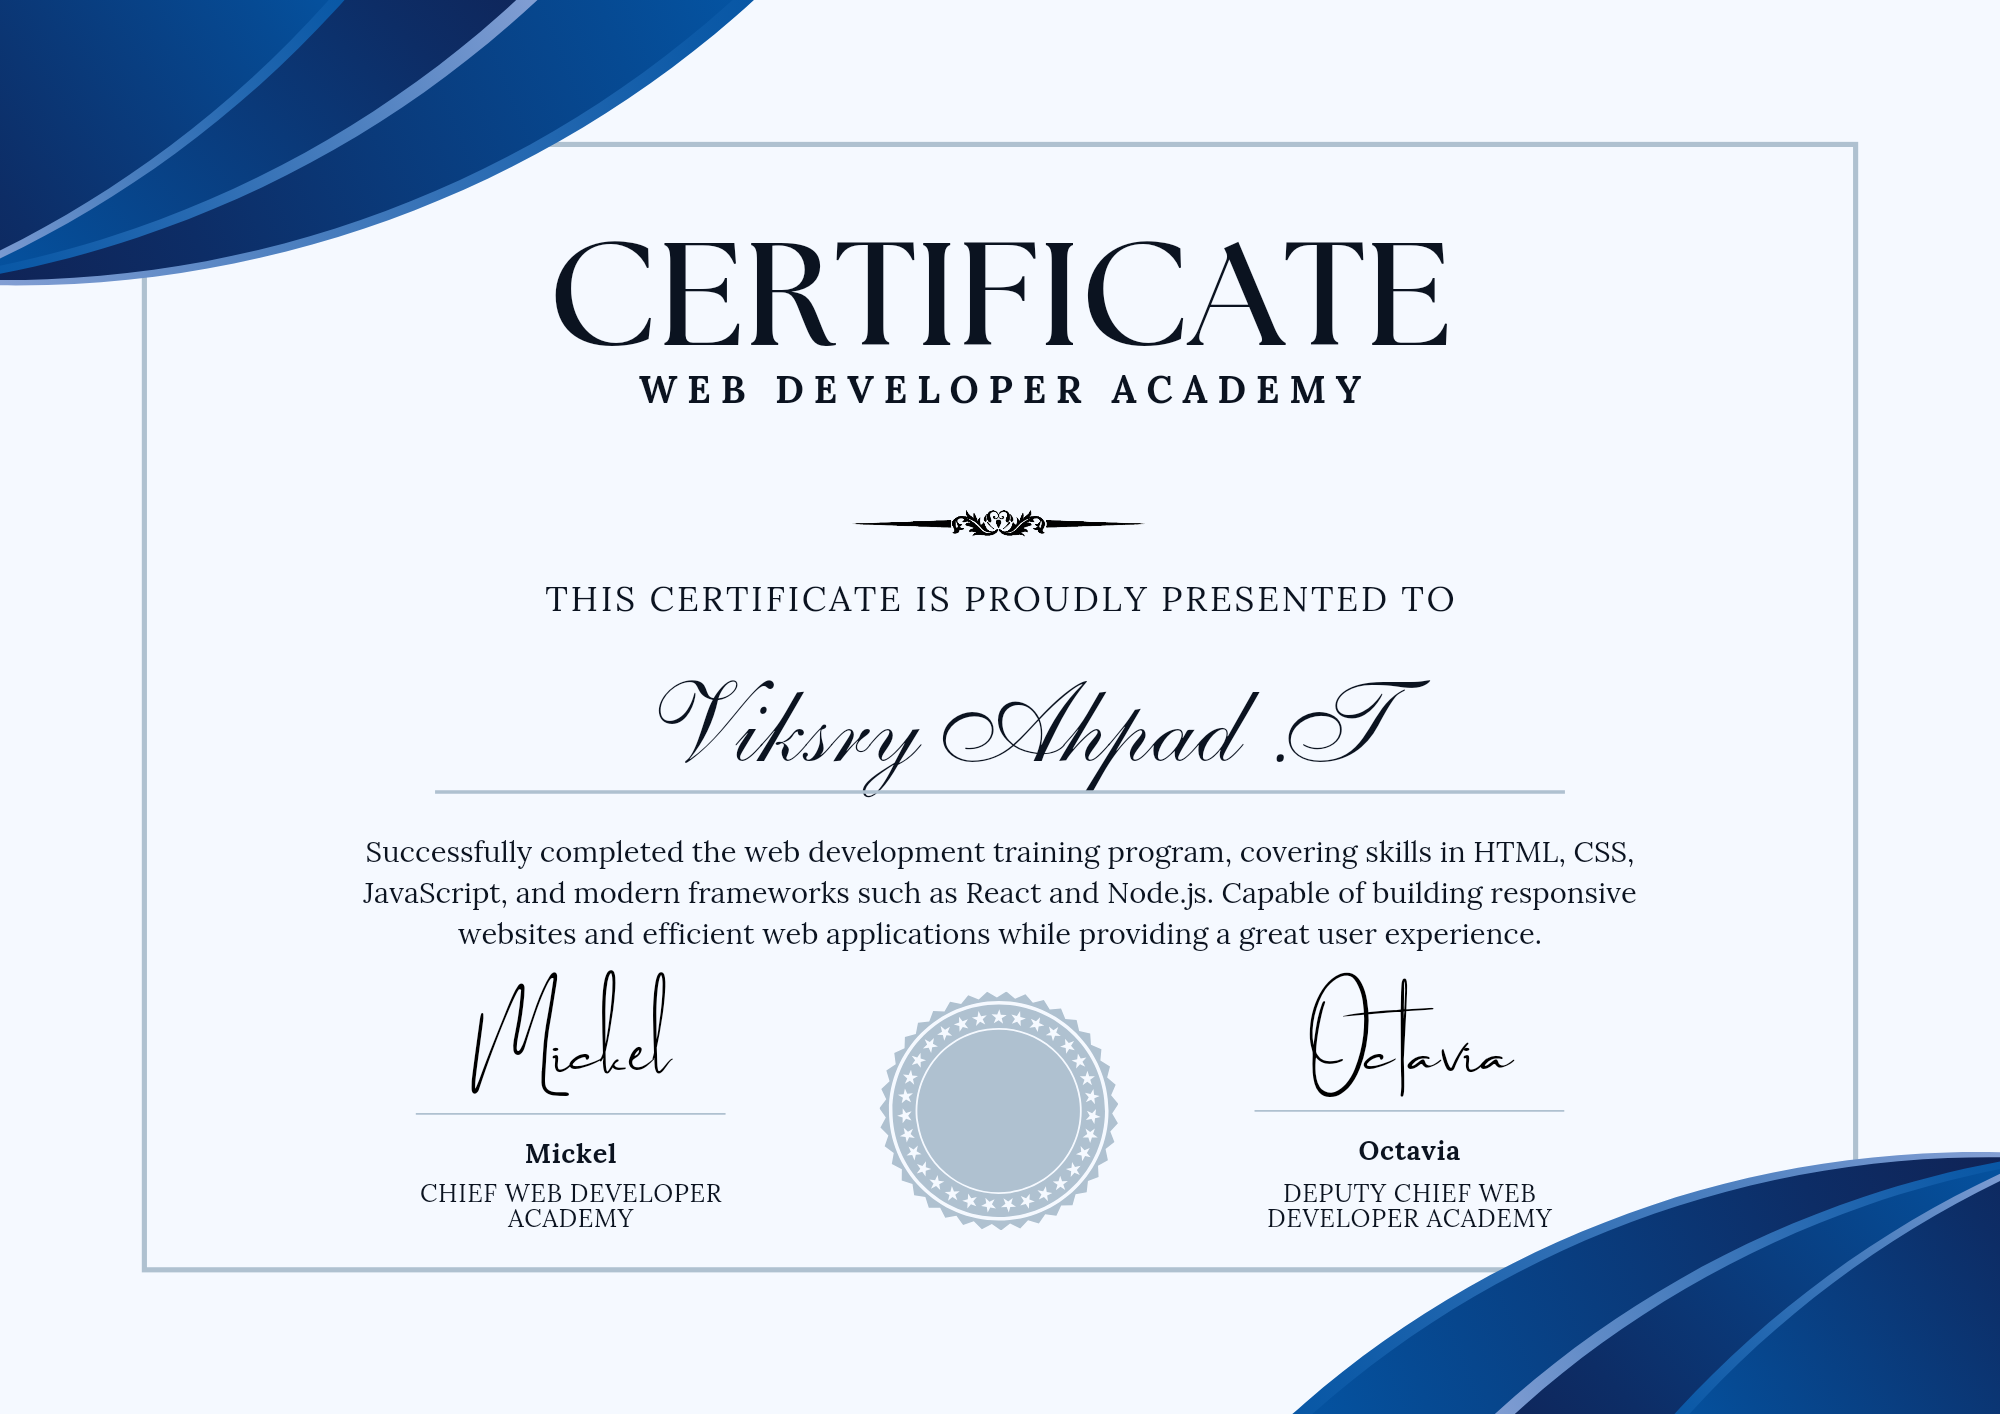 CERTIFICATE
WEB DEVELOPER ACADEMY
THIS CERTIFICATE IS PROUDLY PRESENTED TO
Viksry Ahpad .T
Successfully completed the web development training program, covering skills in HTML, CSS,
JavaScript, and modern frameworks such as React and Node.js. Capable of building responsive
websites and efficient web applications while providing a great user experience.
Mickel
Mickel
CHIEF WEB DEVELOPER
ACADEMY
Octavia
Octavia
DEPUTY CHIEF WEB
DEVELOPER ACADEMY